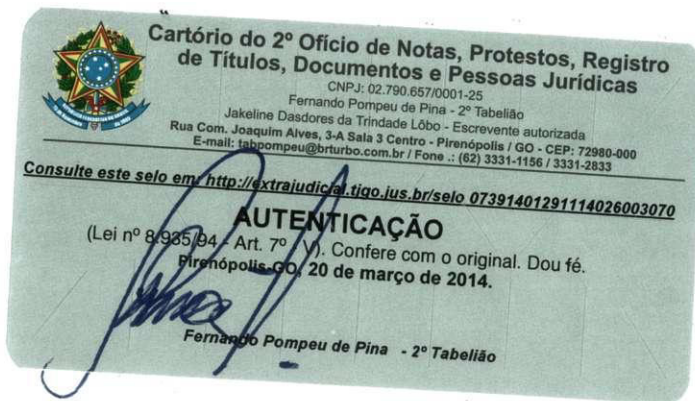 Cartório do 2º Ofício de Notas, Protestos, Registro
de Títulos, Documentos e Pessoas Jurídicas
CNPJ: 02.790.657/0001-25
Fernando Pompeu de Pina - 2º Tabelião
Jakeline Dasdores da Trindade Lôbo - Escrevente autorizada
Rua Com. Joaquim Alves, 3-A Sala 3 Centro - Pirenópolis / GO - CEP: 72980-000
E-mail: tabpompeu@brturbo.com.br / Fone .: (62) 3331-1156 / 3331-2833
Consulte este selo em: http://extrajudicial.tjgo.jus.br/selo 07391401291114026003070
AUTENTICAÇÃO
(Lei nº 8.935/94 - Art. 7º V). Confere com o original. Dou fé.
Pirenópolis-GO, 20 de março de 2014.
Fernando Pompeu de Pina - 2º Tabelião